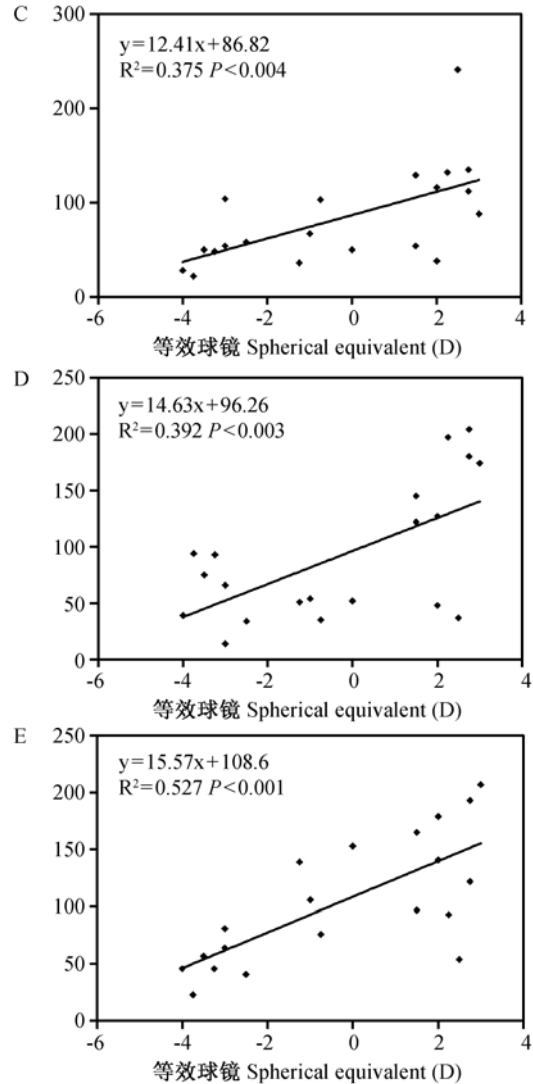 C
300
y=12.41x+86.82
R²=0.375 P<0.004
200
100
0
-6 -4 -2 0 2 4
等效球镜 Spherical equivalent (D)
D
250
y=14.63x+96.26
R²=0.392 P<0.003
200
150
100
50
0
-6 -4 -2 0 2 4
等效球镜 Spherical equivalent (D)
E
250
y=15.57x+108.6
R²=0.527 P<0.001
200
150
100
50
0
-6 -4 -2 0 2 4
等效球镜 Spherical equivalent (D)